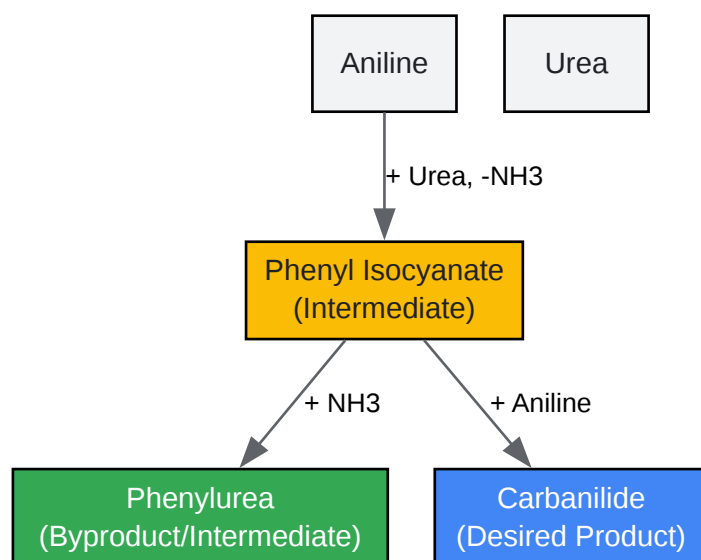 Aniline
Urea
+ Urea, -NH3
Phenyl Isocyanate
(Intermediate)
+ NH3
+ Aniline
Phenylurea
(Byproduct/Intermediate)
Carbanilide
(Desired Product)